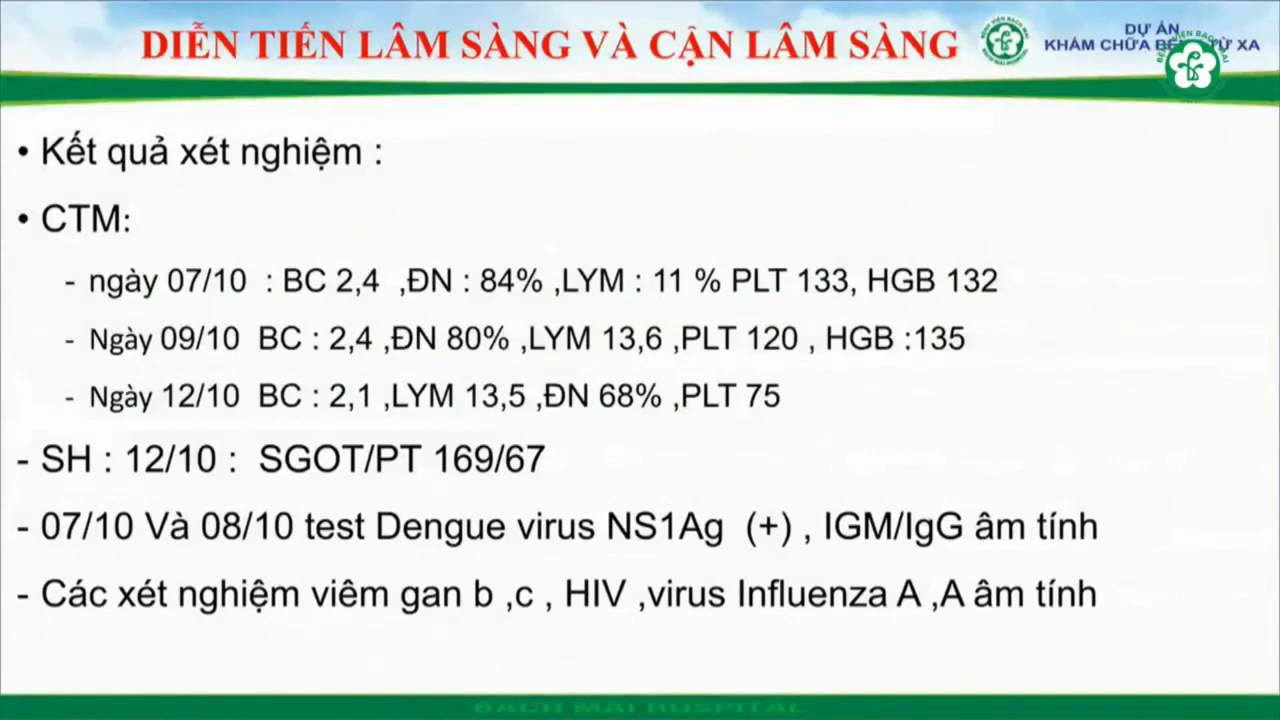 DIỄN TIẾN LÂM SÀNG VÀ CẬN LÂM SÀNG
DỰ ÁN
KHÁM CHỮA BỆ TỪ XA
• Kết quả xét nghiệm :
• CTM:
- ngày 07/10 : BC 2,4 ,ĐN : 84% ,LYM : 11 % PLT 133, HGB 132
- Ngày 09/10 BC : 2,4 ,ĐN 80% ,LYM 13,6 ,PLT 120 , HGB :135
- Ngày 12/10 BC : 2,1 ,LYM 13,5 ,ĐN 68% ,PLT 75
- SH : 12/10 : SGOT/PT 169/67
- 07/10 Và 08/10 test Dengue virus NS1Ag (+) , IGM/IgG âm tính
- Các xét nghiệm viêm gan b ,c , HIV ,virus Influenza A ,A âm tính
BACH MAI HOSPITAL